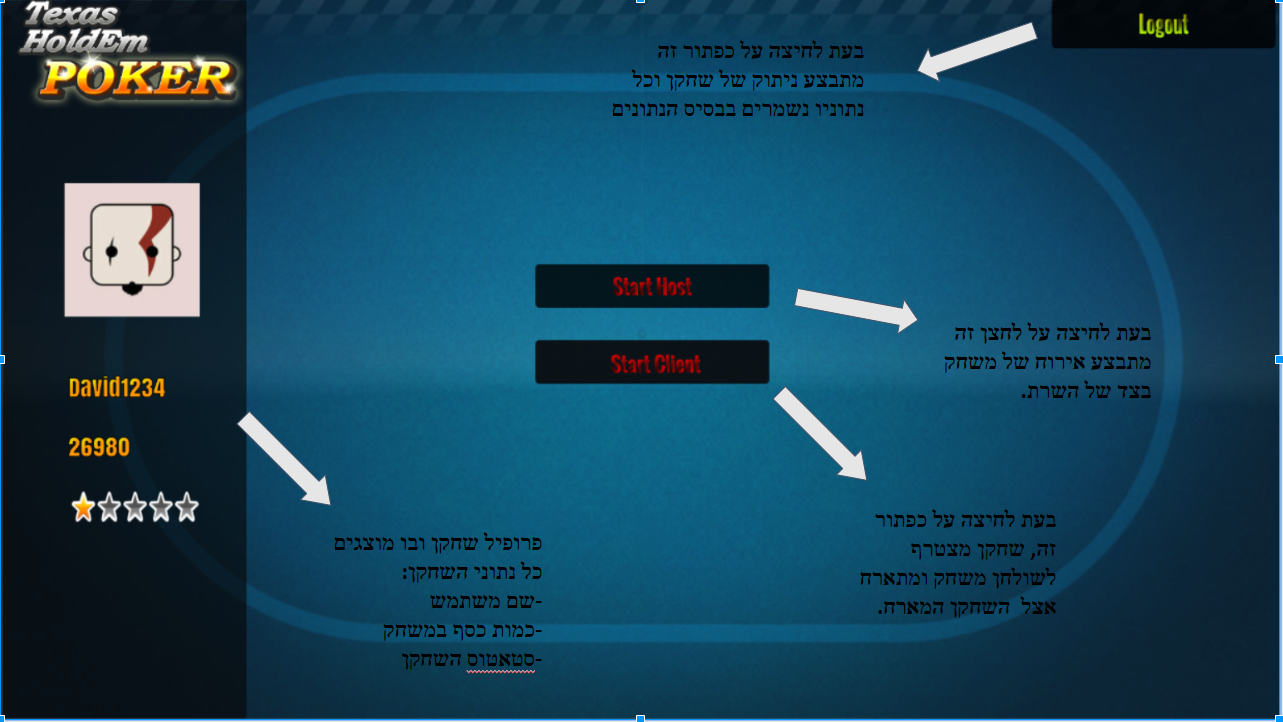 Texas
HoldEm
POKER
Logout
בעת לחיצה על כפתור זה
מתבצע ניתוק של שחקן וכל
נתוניו נשמרים בבסיס הנתונים
Start Host
בעת לחיצה על לחצן זה
מתבצע אירוח של משחק
בצד של השרת.
Start Client
David1234
26980
בעת לחיצה על כפתור
זה, שחקן מצטרף
לשולחן משחק ומתארח
אצל השחקן המארח.
פרופיל שחקן ובו מוצגים
כל נתוני השחקן:
-שם משתמש
-כמות כסף במשחק
-סטאטוס השחקן